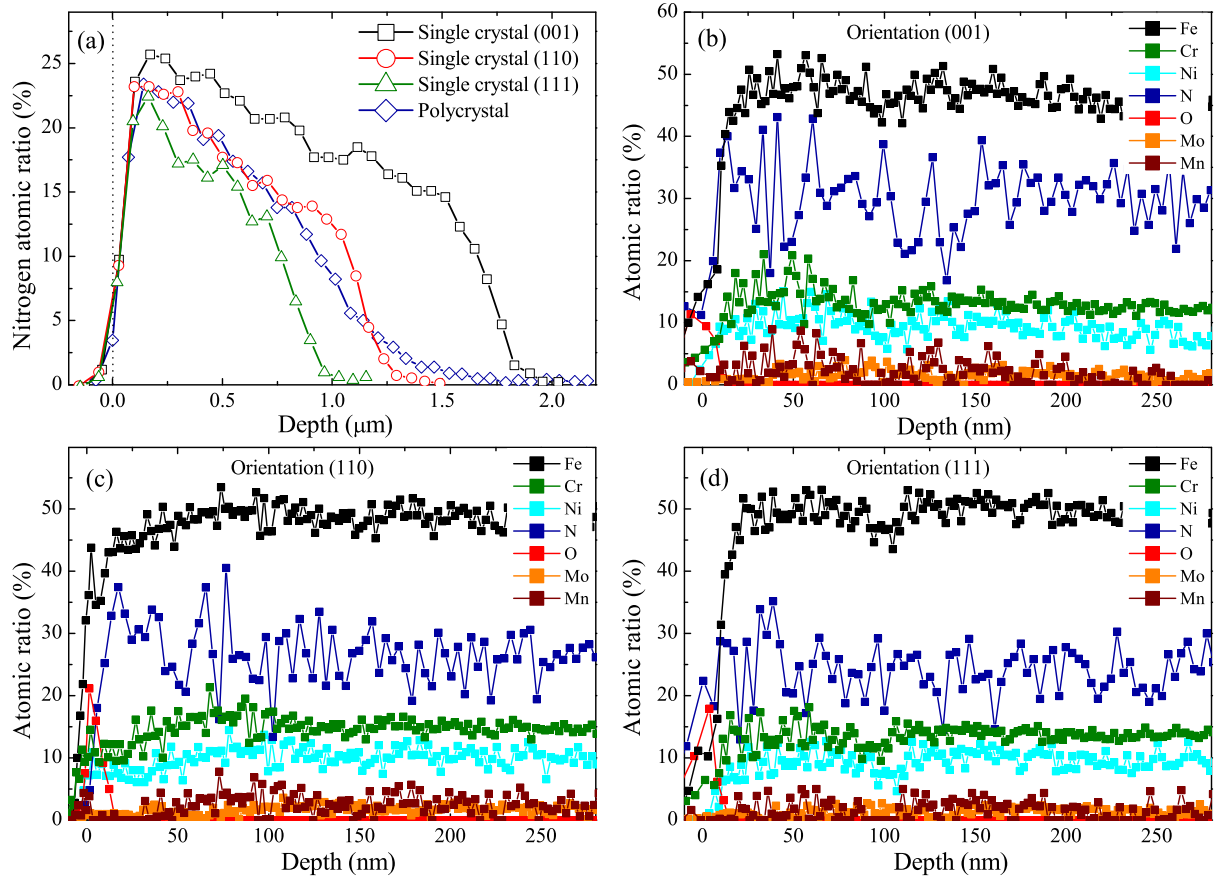 (a)
Single crystal (001)
Single crystal (110)
Single crystal (111)
Polycrystal
25
20
15
10
5
0
Nitrogen atomic ratio (%)
0.0
0.5
1.0
1.5
2.0
Depth (μm)
(b)
Orientation (001)
Fe
Cr
Ni
N
O
Mo
Mn
60
50
40
30
20
10
0
Atomic ratio (%)
0
50
100
150
200
250
Depth (nm)
(c)
Orientation (110)
Fe
Cr
Ni
N
O
Mo
Mn
50
40
30
20
10
0
Atomic ratio (%)
0
50
100
150
200
250
Depth (nm)
(d)
Orientation (111)
Fe
Cr
Ni
N
O
Mo
Mn
50
40
30
20
10
0
Atomic ratio (%)
0
50
100
150
200
250
Depth (nm)